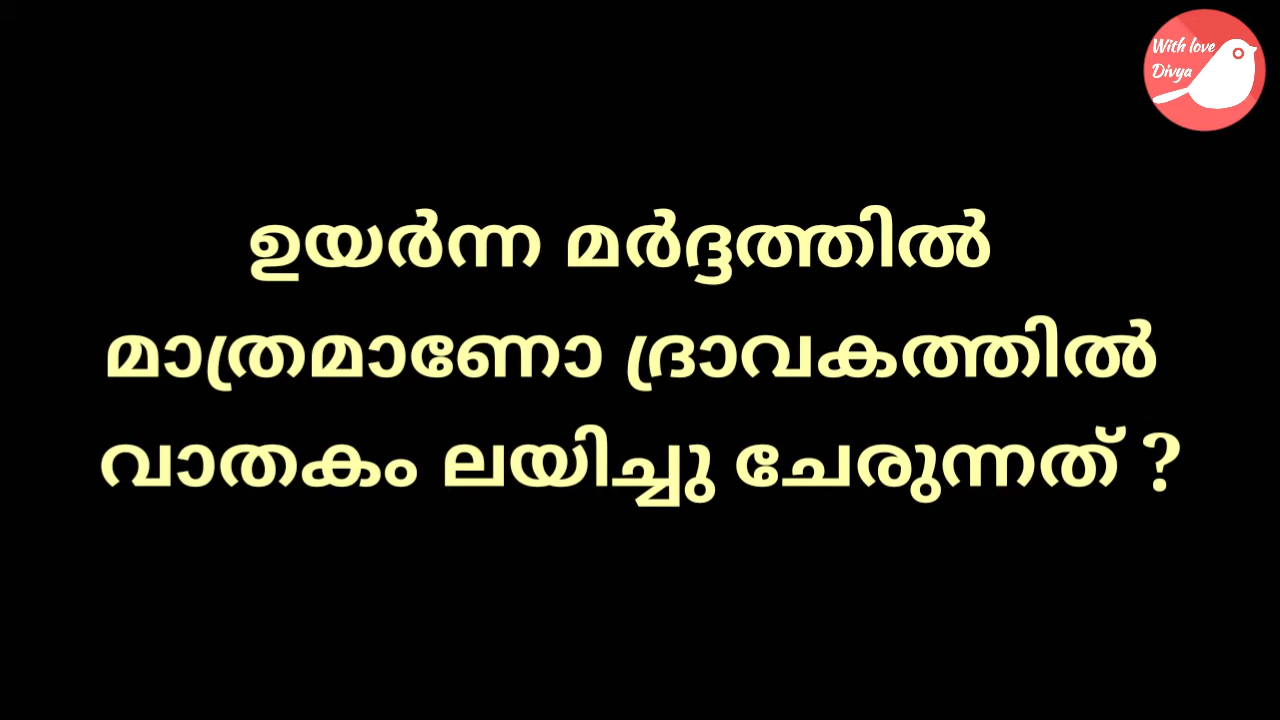 With love
Divya
ഉയർന്ന മർദ്ദത്തിൽ
മാത്രമാണോ ദ്രാവകത്തിൽ
വാതകം ലയിച്ചു ചേരുന്നത് ?